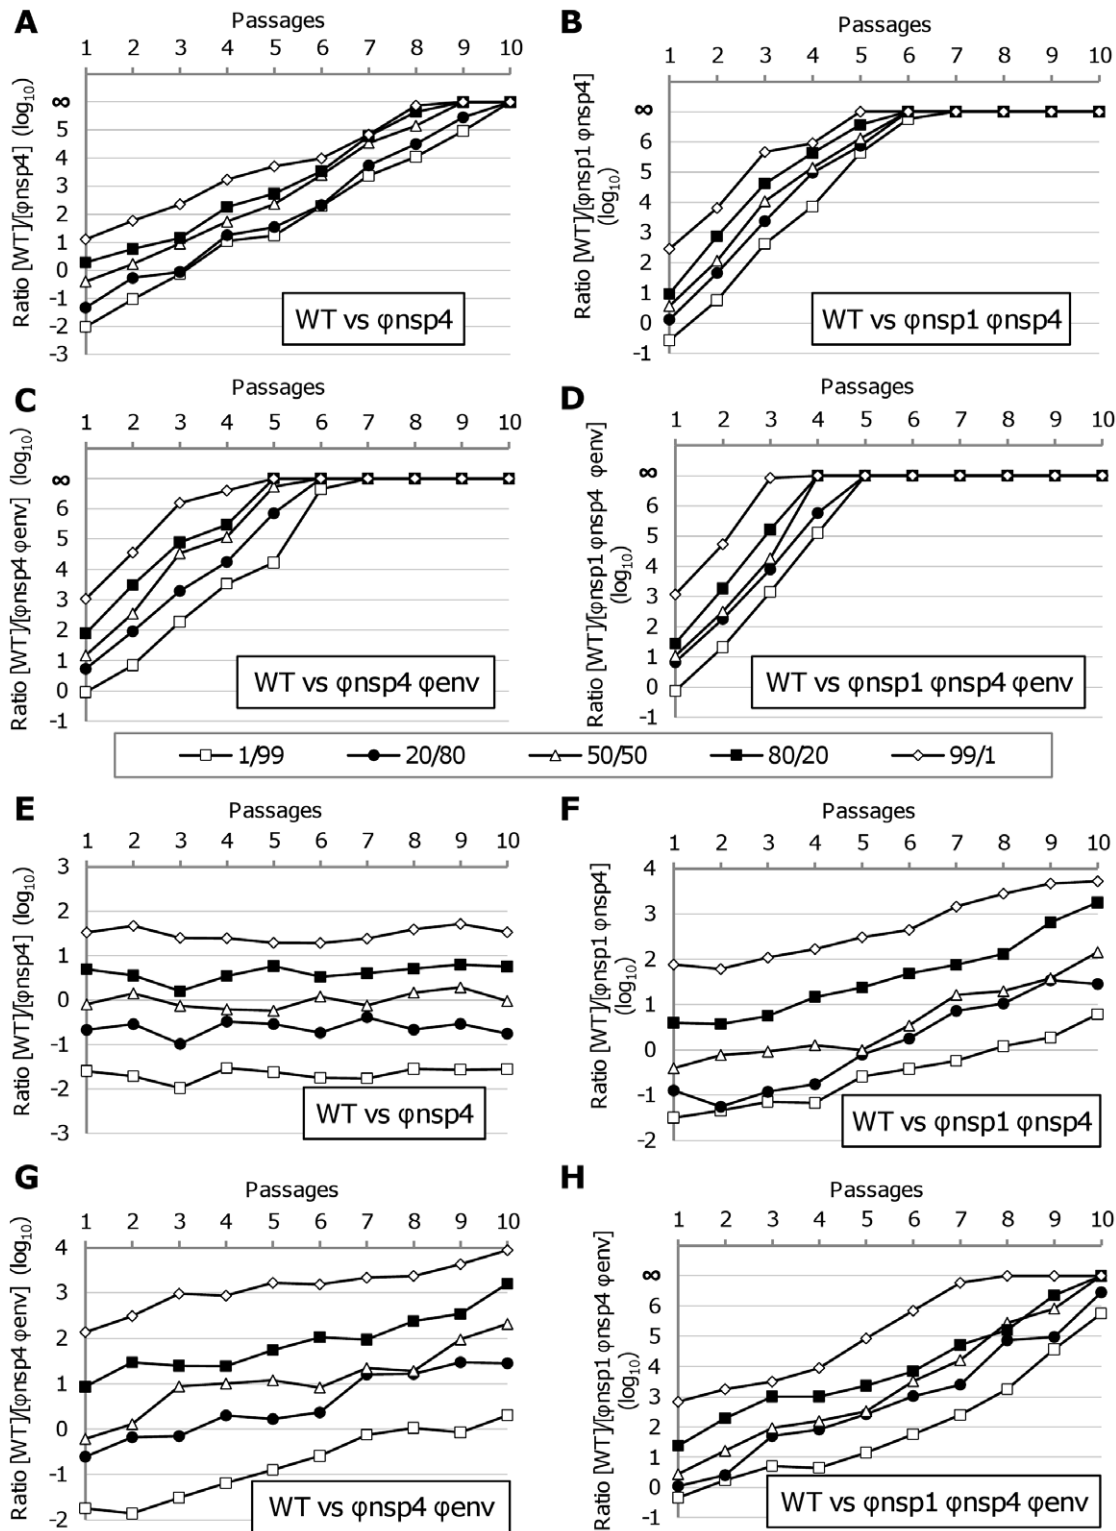 A
Passages
1 2 3 4 5 6 7 8 9 10
Ratio [WT]/[φnsp4] (log10)
∞
5
4
3
2
1
0
-1
-2
-3
WT vs φnsp4
B
Passages
1 2 3 4 5 6 7 8 9 10
Ratio [WT]/[φnsp1 φnsp4]
(log10)
∞
6
5
4
3
2
1
0
-1
WT vs φnsp1 φnsp4
C
Passages
1 2 3 4 5 6 7 8 9 10
Ratio [WT]/[φnsp4 φenv] (log10)
∞
6
5
4
3
2
1
0
-1
WT vs φnsp4 φenv
D
Passages
1 2 3 4 5 6 7 8 9 10
Ratio [WT]/[φnsp1 φnsp4 φenv]
(log10)
∞
6
5
4
3
2
1
0
-1
WT vs φnsp1 φnsp4 φenv
1/99 20/80 50/50 80/20 99/1
E
Passages
1 2 3 4 5 6 7 8 9 10
Ratio [WT]/[φnsp4] (log10)
3
2
1
0
-1
-2
-3
WT vs φnsp4
F
Passages
1 2 3 4 5 6 7 8 9 10
Ratio [WT]/[φnsp1 φnsp4]
(log10)
4
3
2
1
0
-1
-2
WT vs φnsp1 φnsp4
G
Passages
1 2 3 4 5 6 7 8 9 10
Ratio [WT]/[φnsp4 φenv] (log10)
4
3
2
1
0
-1
-2
WT vs φnsp4 φenv
H
Passages
1 2 3 4 5 6 7 8 9 10
Ratio [WT]/[φnsp1 φnsp4 φenv]
(log10)
∞
6
5
4
3
2
1
0
-1
WT vs φnsp1 φnsp4 φenv